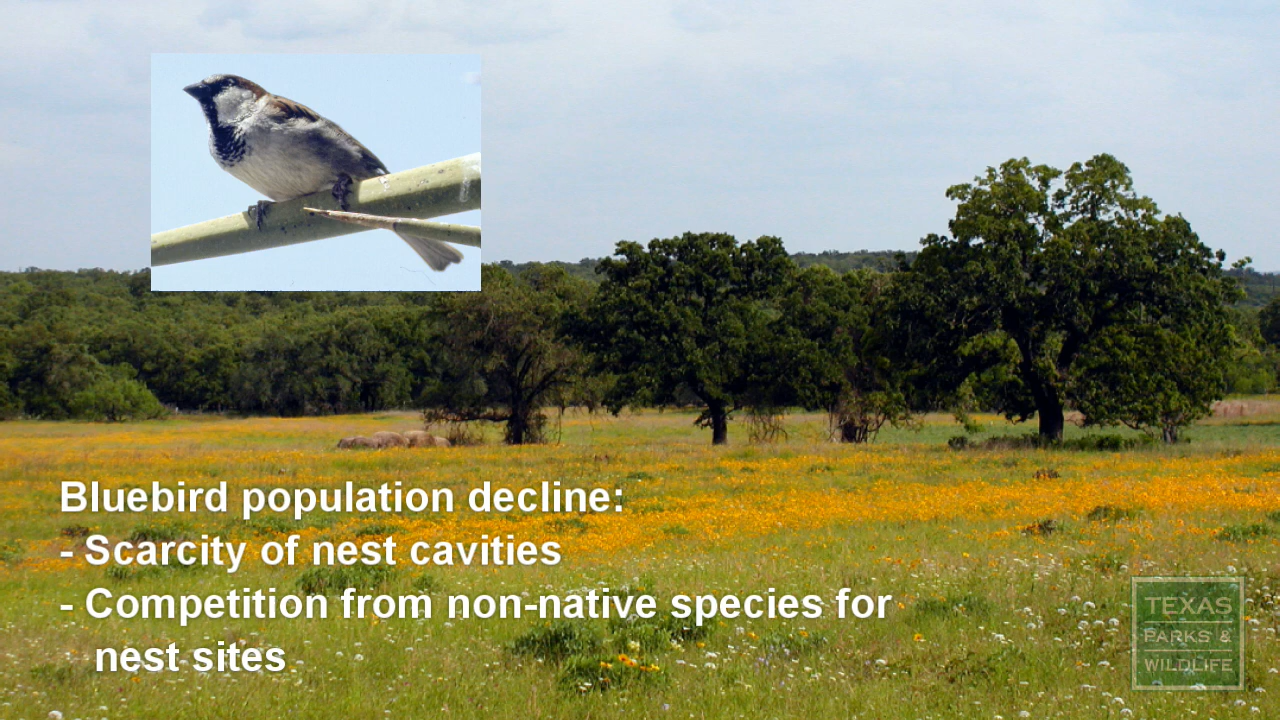 Bluebird population decline:
- Scarcity of nest cavities
- Competition from non-native species for
nest sites
TEXAS
PARKS &
WILDLIFE